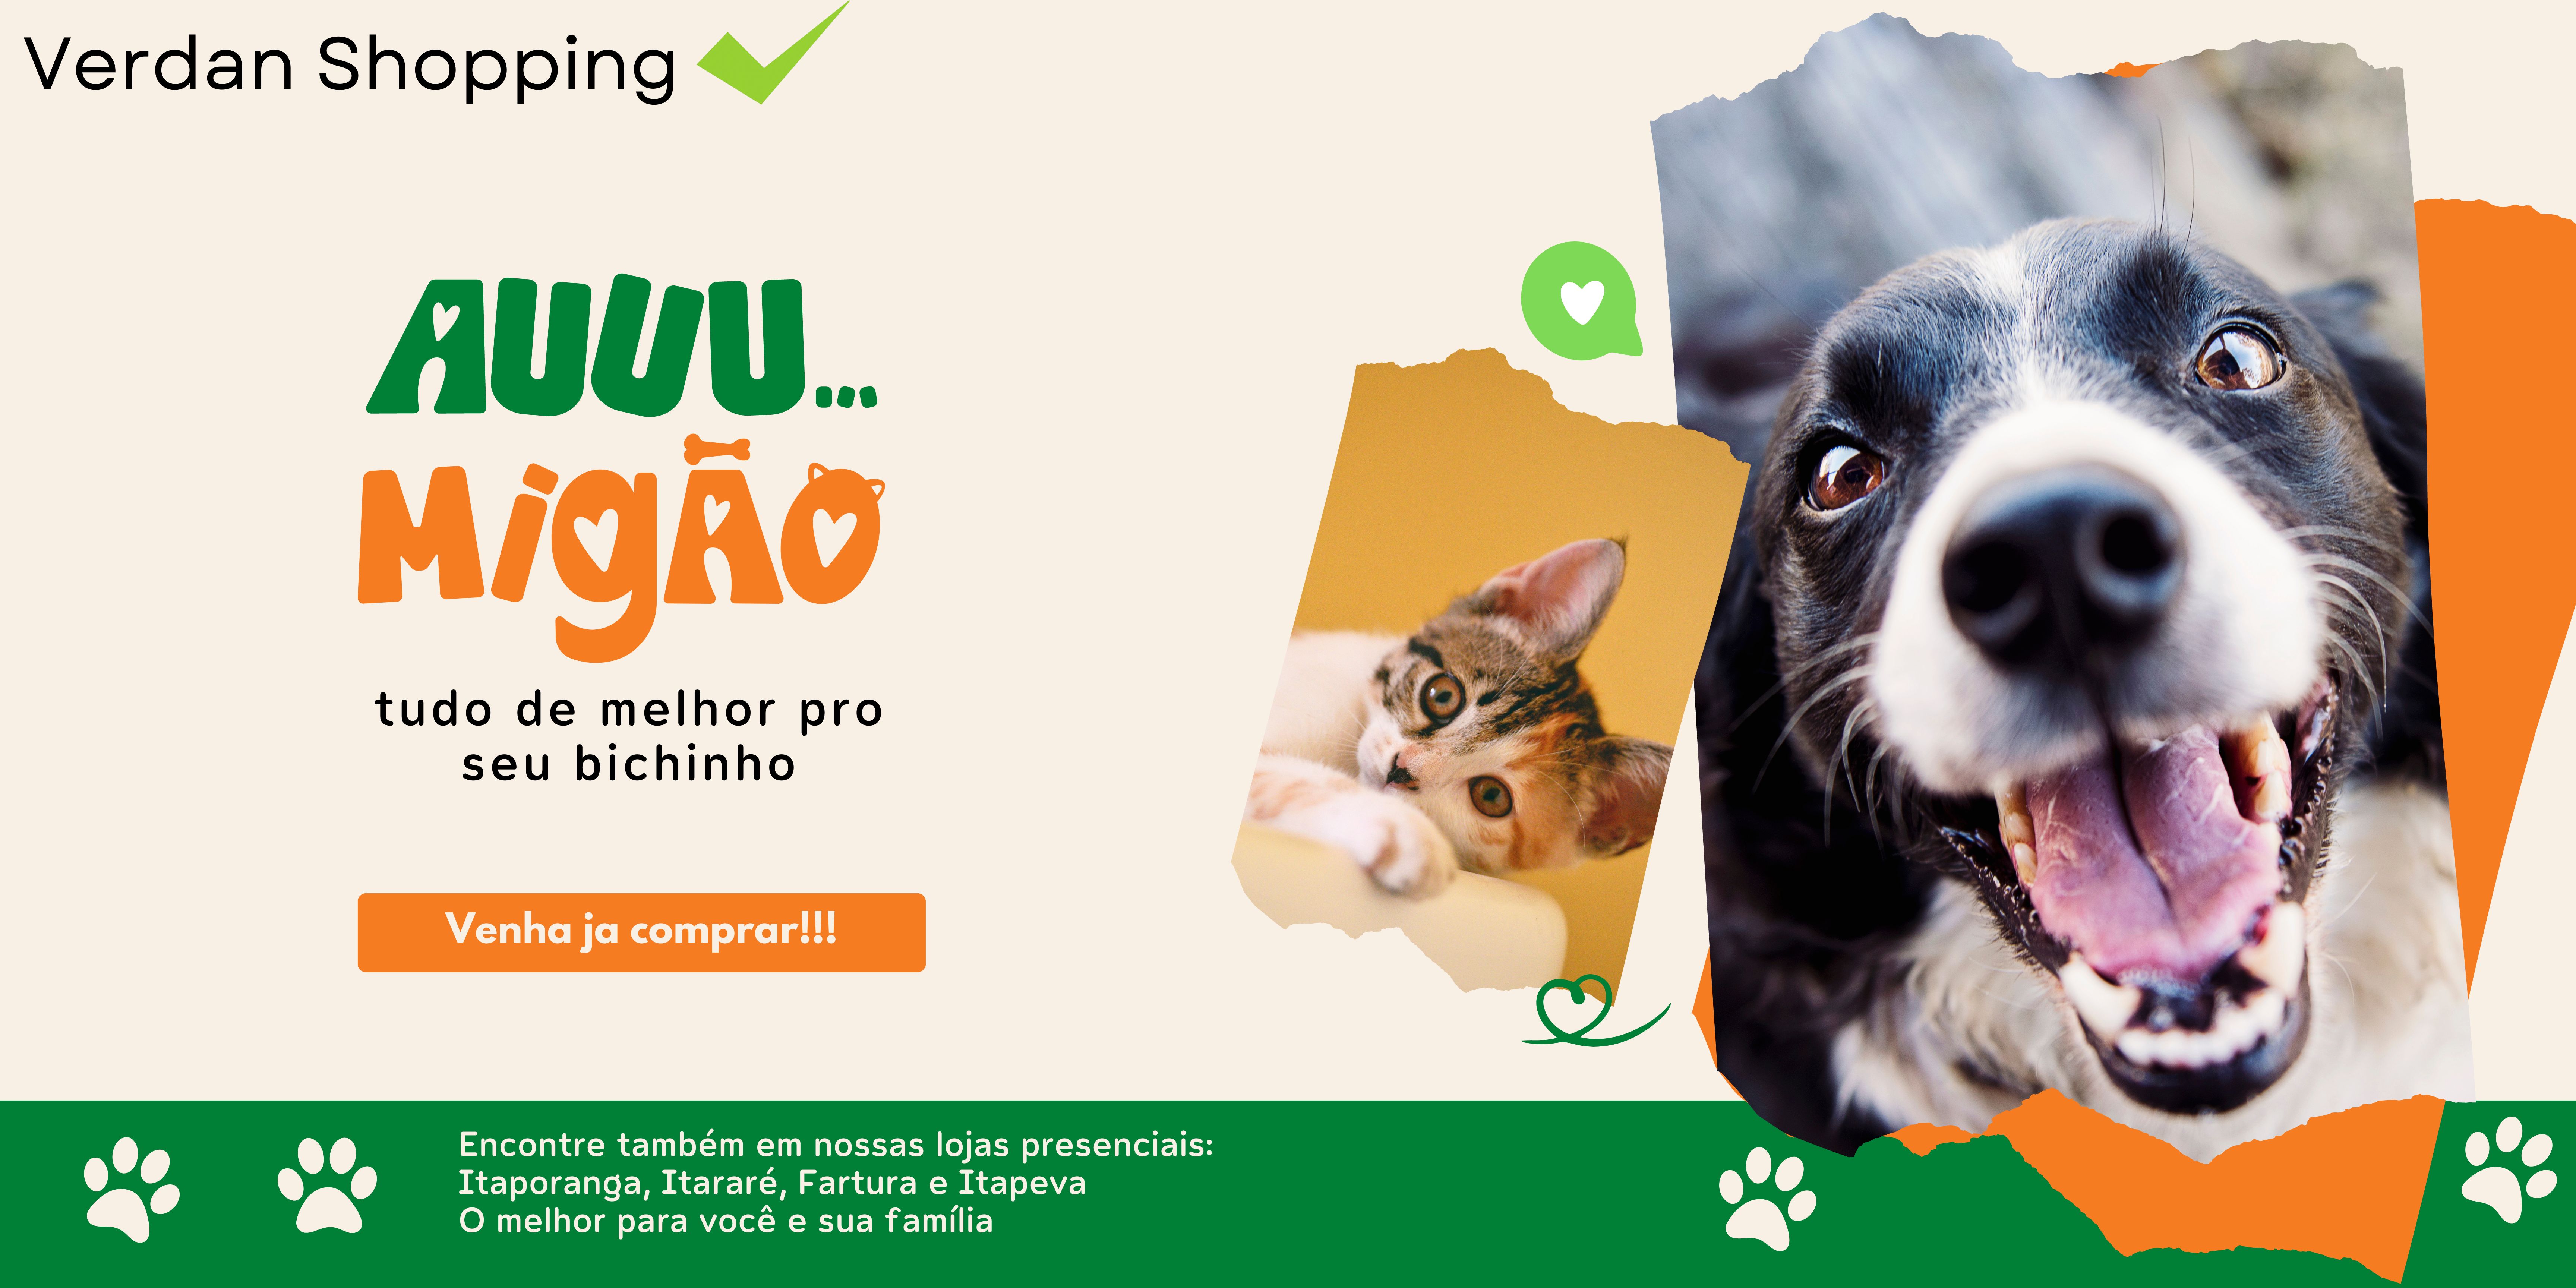 Verdan Shopping
AUUU...
MigÃO
tudo de melhor pro
seu bichinho
Venha ja comprar!!!
Encontre também em nossas lojas presenciais:
Itaporanga, Itararé, Fartura e Itapeva
O melhor para você e sua família